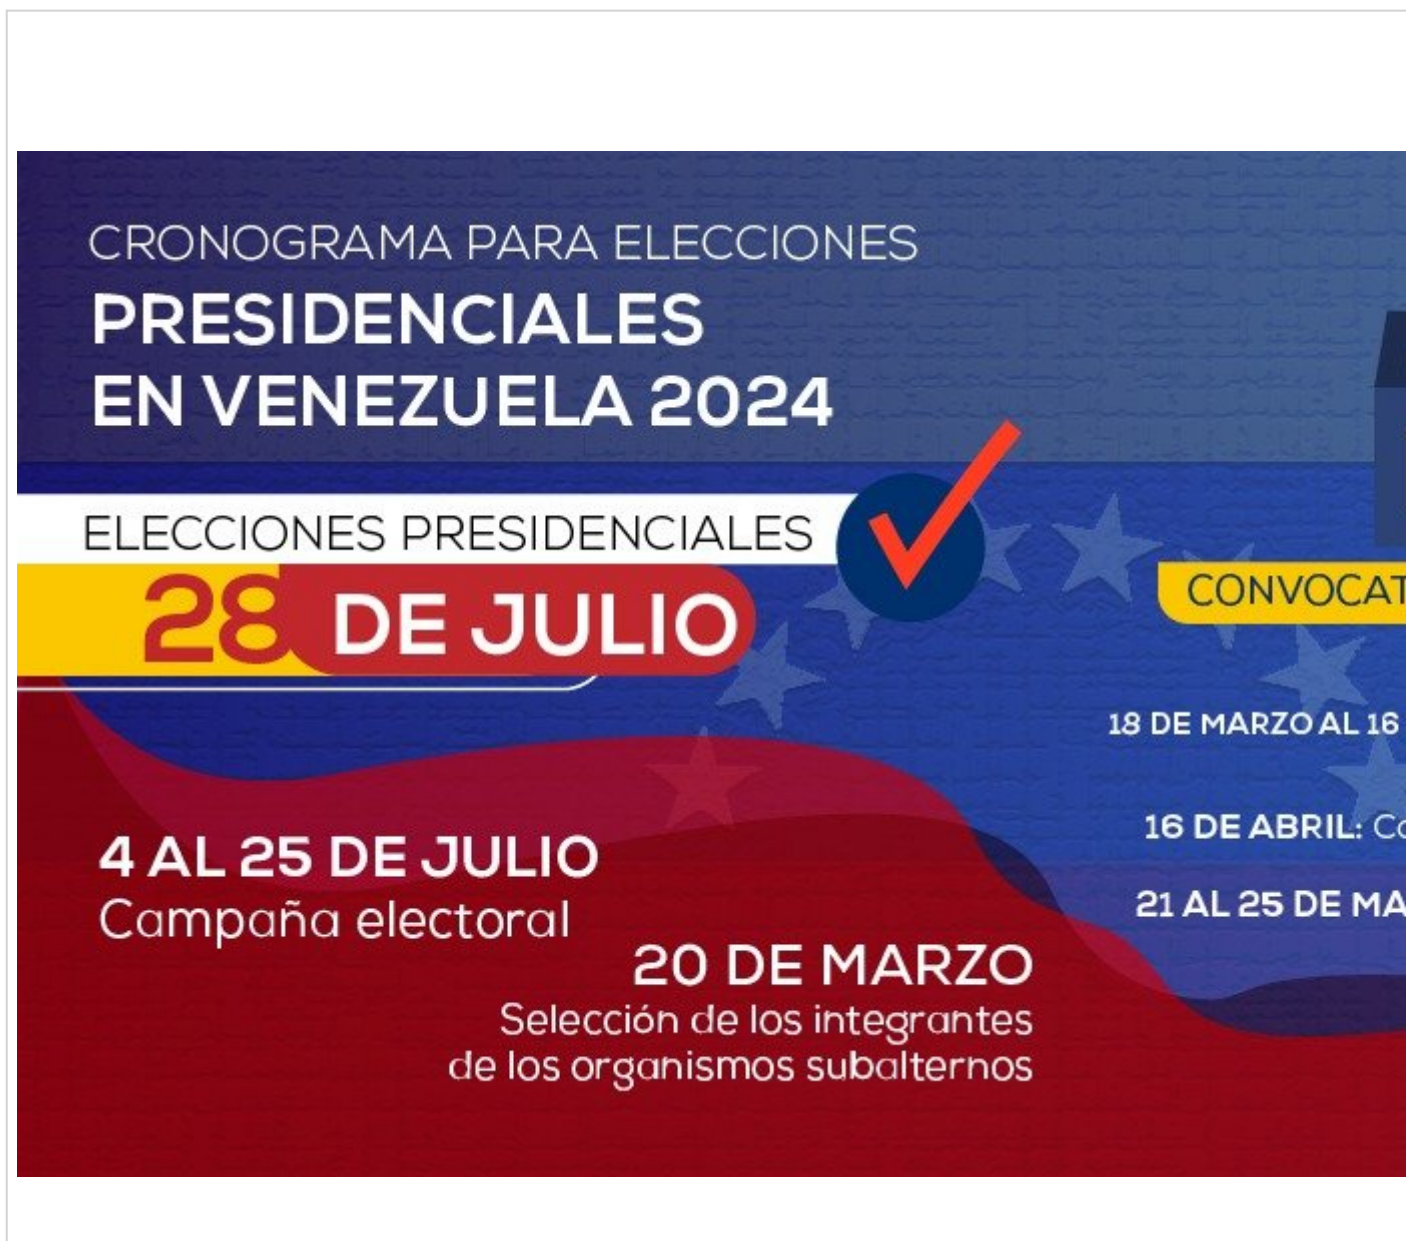 CRONOGRAMA PARA ELECCIONES
PRESIDENCIALES
EN VENEZUELA 2024
ELECCIONES PRESIDENCIALES
28 DE JULIO
4 AL 25 DE JULIO
Campaña electoral
20 DE MARZO
Selección de los integrantes
de los organismos subalternos
18 DE MARZO AL 16
16 DE ABRIL:
21 AL 25 DE